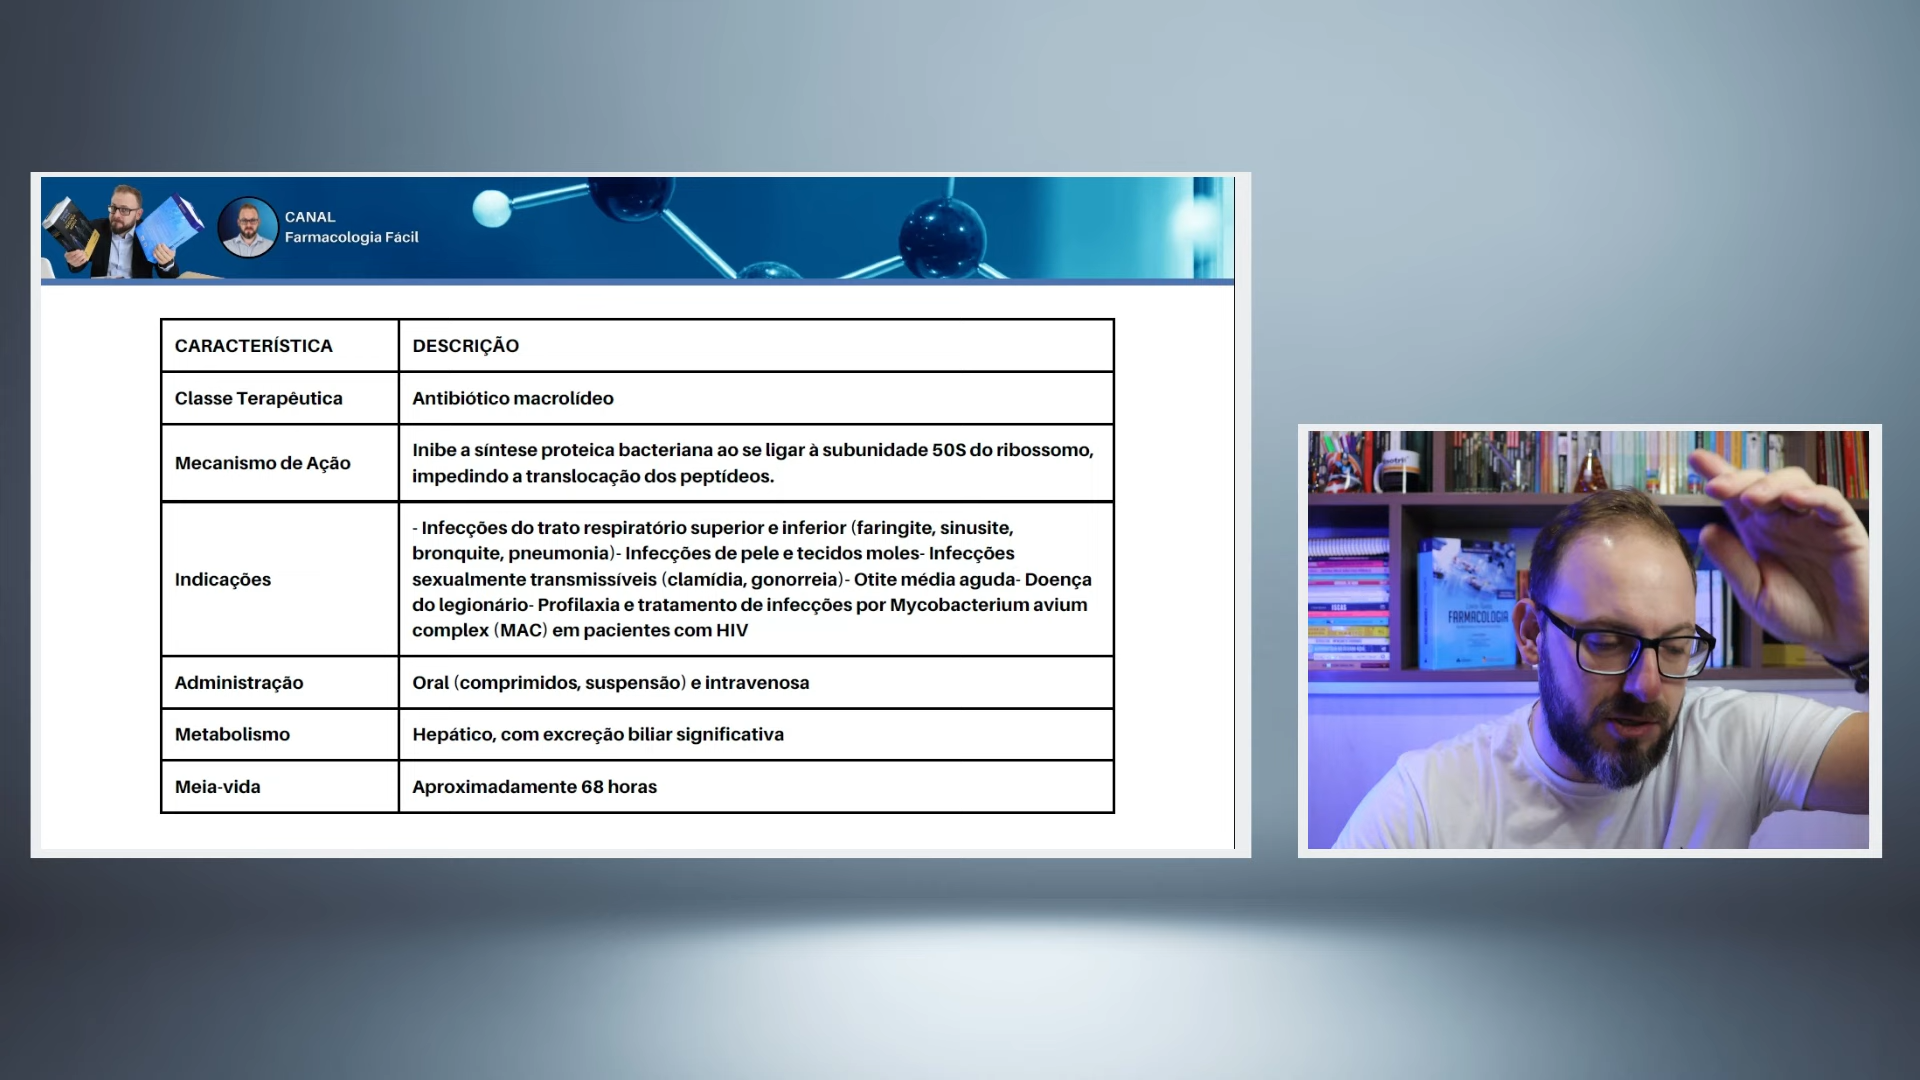 CANAL
Farmacologia Fácil
CARACTERÍSTICA
DESCRIÇÃO
Classe Terapêutica
Antibiótico macrolídeo
Mecanismo de Ação
Inibe a síntese proteica bacteriana ao se ligar à subunidade 50S do ribossomo,
impedindo a translocação dos peptídeos.
Indicações
- Infecções do trato respiratório superior e inferior (faringite, sinusite,
bronquite, pneumonia)- Infecções de pele e tecidos moles- Infecções
sexualmente transmissíveis (clamídia, gonorreia)- Otite média aguda- Doença
do legionário- Profilaxia e tratamento de infecções por Mycobacterium avium
complex (MAC) em pacientes com HIV
Administração
Oral (comprimidos, suspensão) e intravenosa
Metabolismo
Hepático, com excreção biliar significativa
Meia-vida
Aproximadamente 68 horas
FARMACOLOGIA